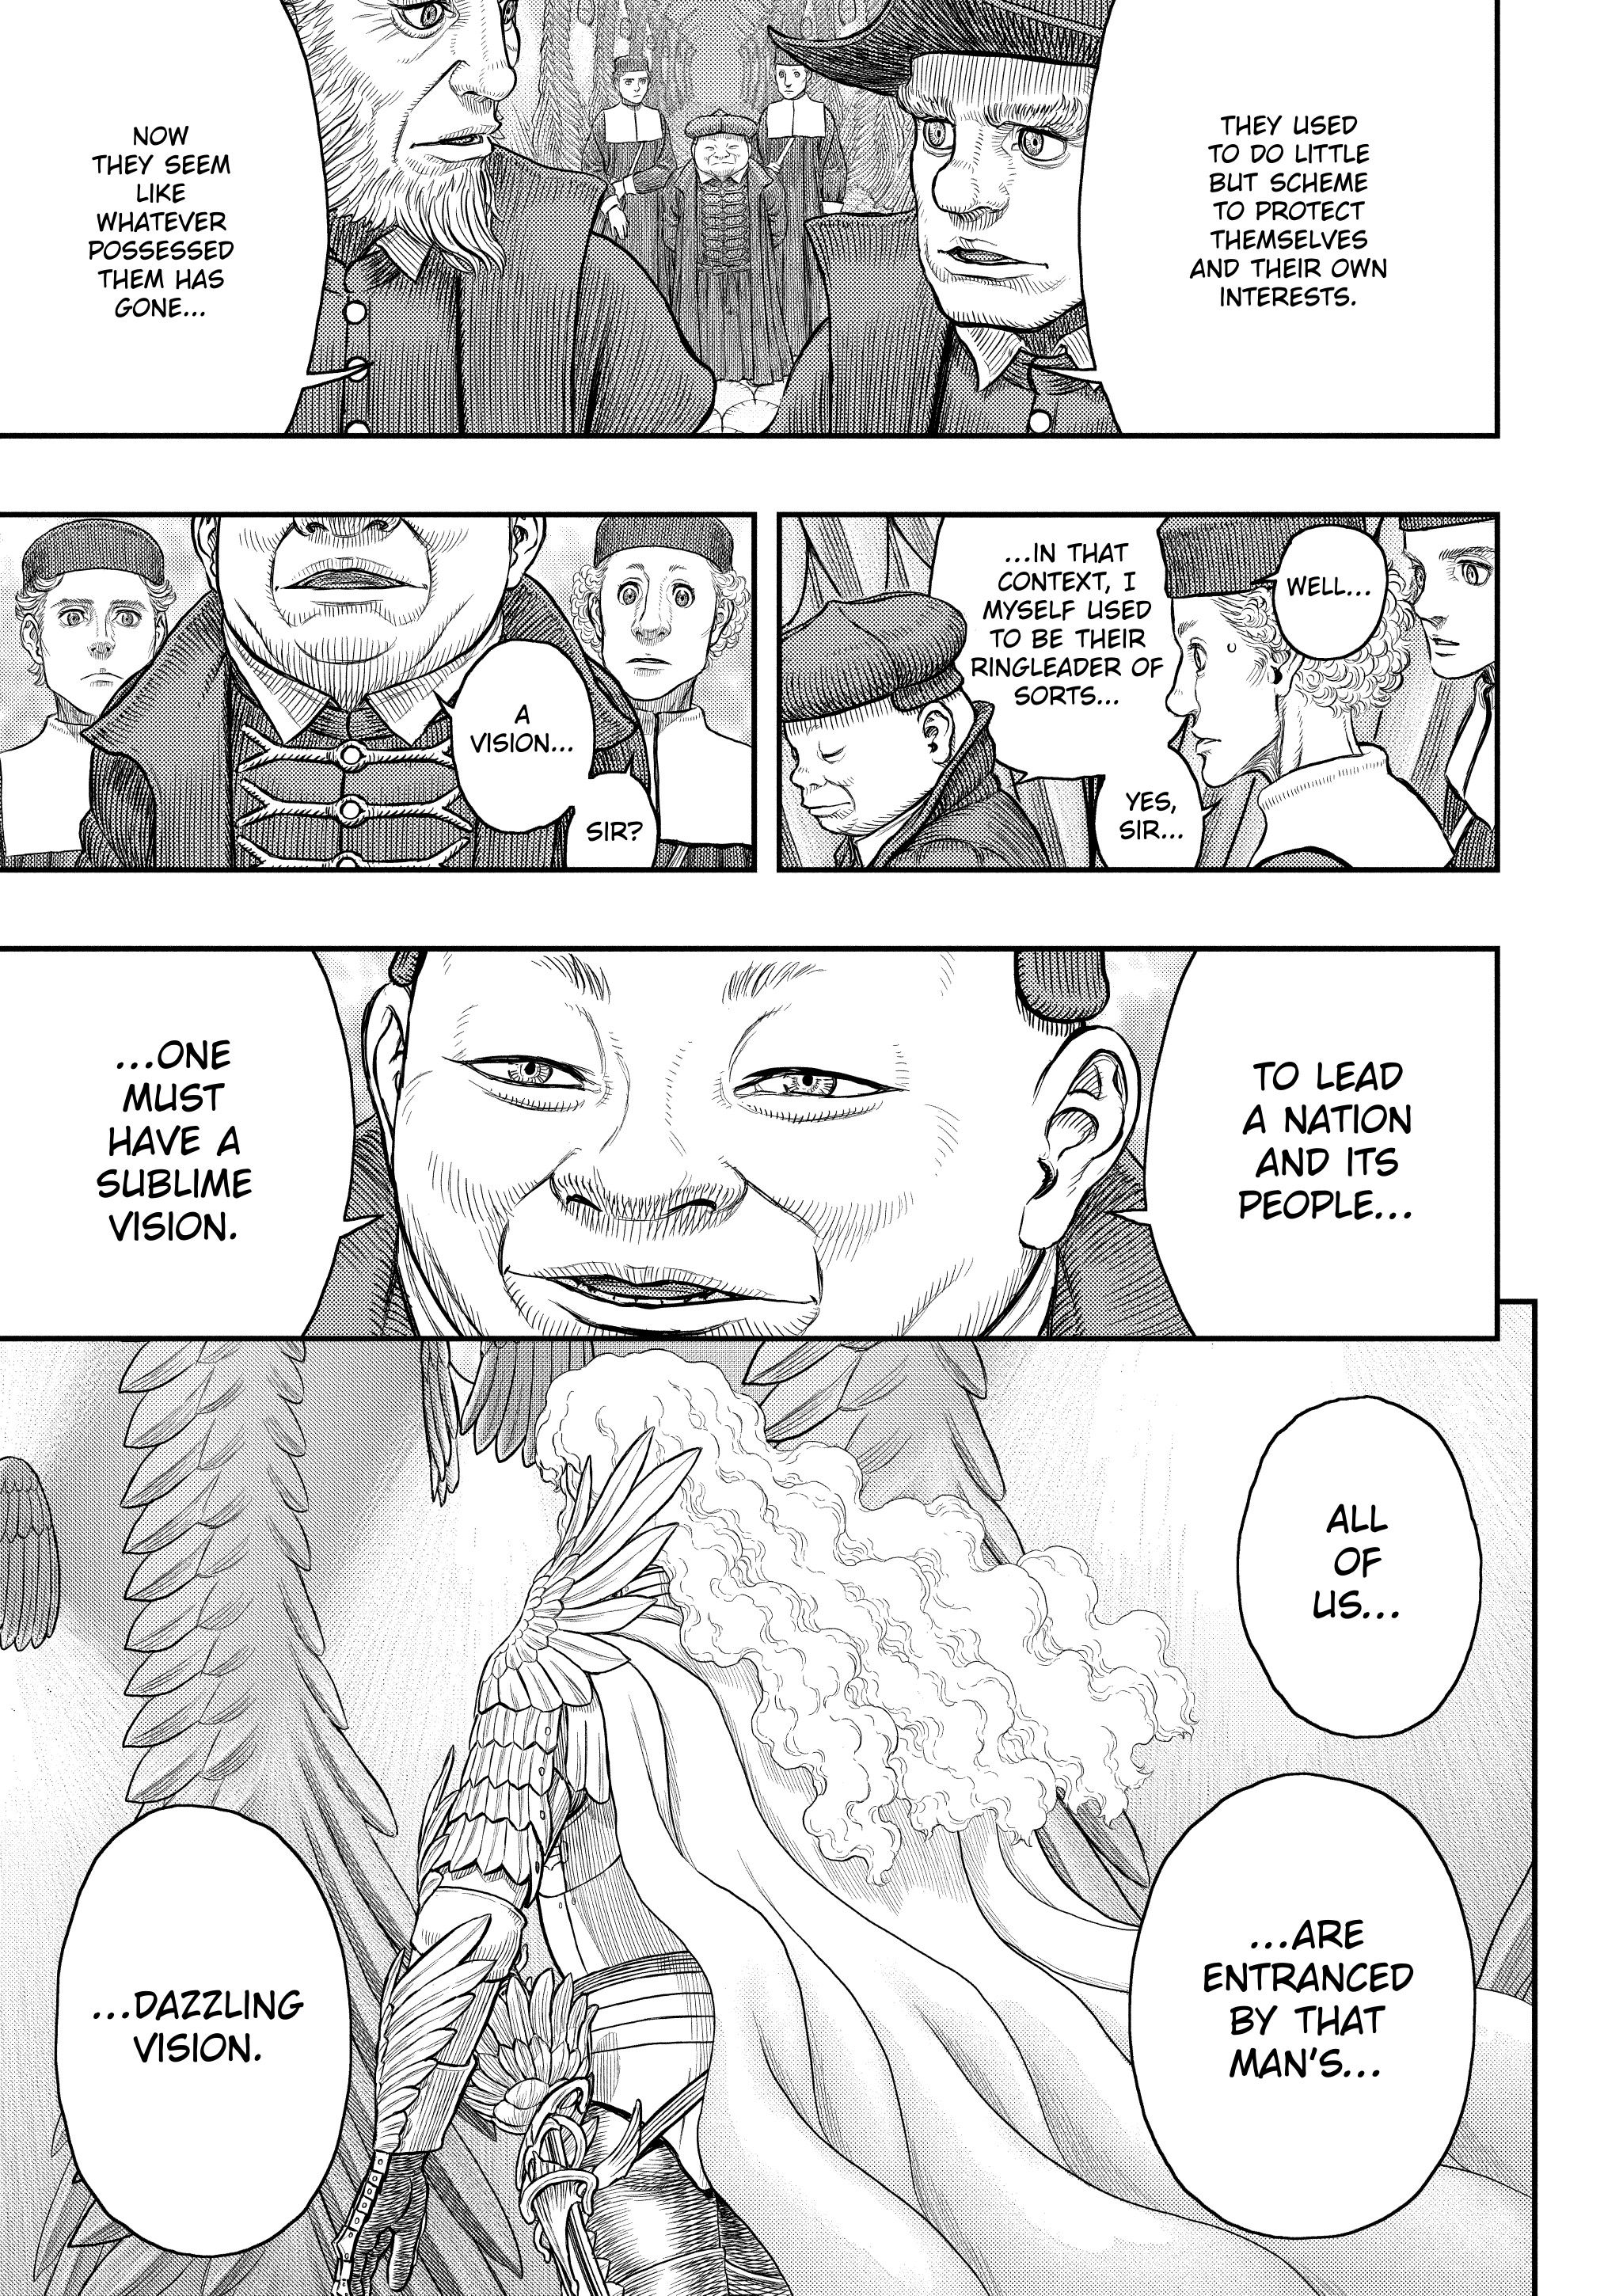 THEY USED
TO DO LITTLE
BUT SCHEME
TO PROTECT
THEMSELVES
AND THEIR OWN
INTERESTS.
NOW
THEY SEEM
LIKE
WHATEVER
POSSESSED
THEM HAS
GONE...
WELL...
...IN THAT
CONTEXT, I
MYSELF USED
TO BE THEIR
RINGLEADER OF
SORTS...
YES,
SIR...
A
VISION...
SIR?
TO LEAD
A NATION
AND ITS
PEOPLE...
...ONE
MUST
HAVE A
SUBLIME
VISION.
ALL
OF
US...
...ARE
ENTRANCED
BY THAT
MAN'S...
...DAZZLING
VISION.